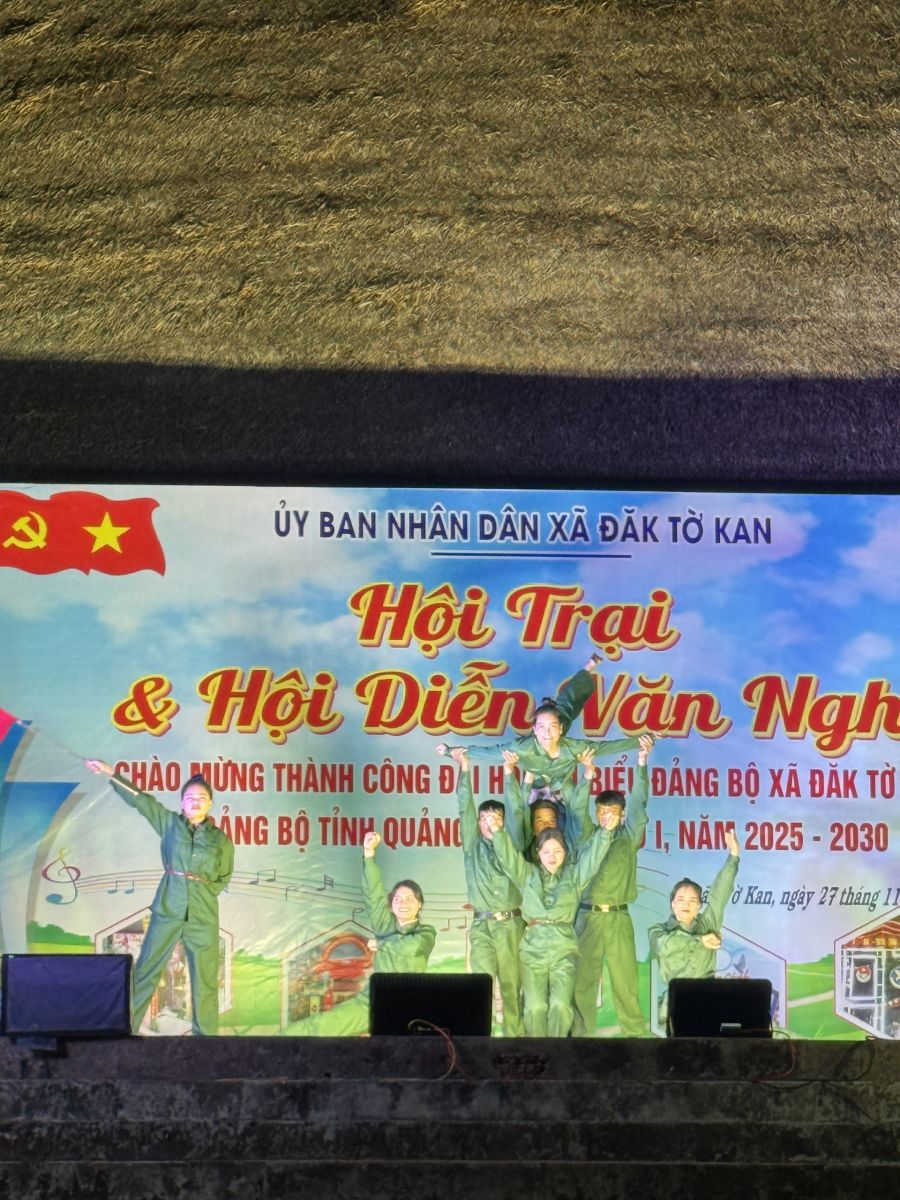 ỦY BAN NHÂN DÂN XÃ ĐĂK TỜ KAN
Hội Trại
& Hội Diễn Văn Ngh
CHÀO MỪNG THÀNH CÔNG ĐẠI BIỂU ĐẢNG BỘ XÃ ĐĂK TỜ
ĐẢNG BỘ TỈNH QUẢNG I, NĂM 2025 - 2030
Tờ Kan, ngày 27 tháng 11